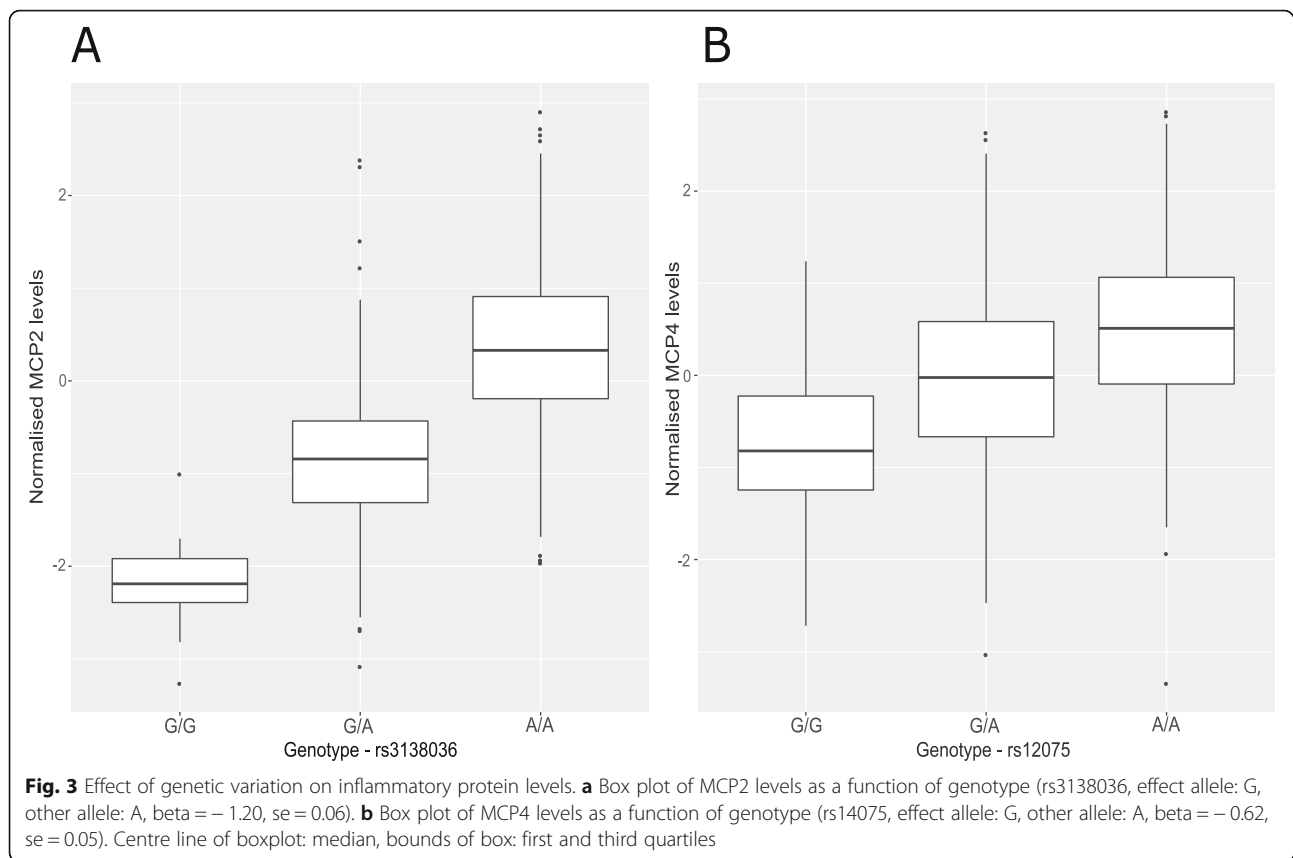 A
B
Normalised MCP2 levels
2
0
-2
G/G
G/A
A/A
Genotype - rs3138036
Normalised MCP4 levels
2
0
-2
G/G
G/A
A/A
Genotype - rs12075
Fig. 3 Effect of genetic variation on inflammatory protein levels. a Box plot of MCP2 levels as a function of genotype (rs3138036, effect allele: G,
other allele: A, beta = − 1.20, se = 0.06). b Box plot of MCP4 levels as a function of genotype (rs14075, effect allele: G, other allele: A, beta = − 0.62,
se = 0.05). Centre line of boxplot: median, bounds of box: first and third quartiles